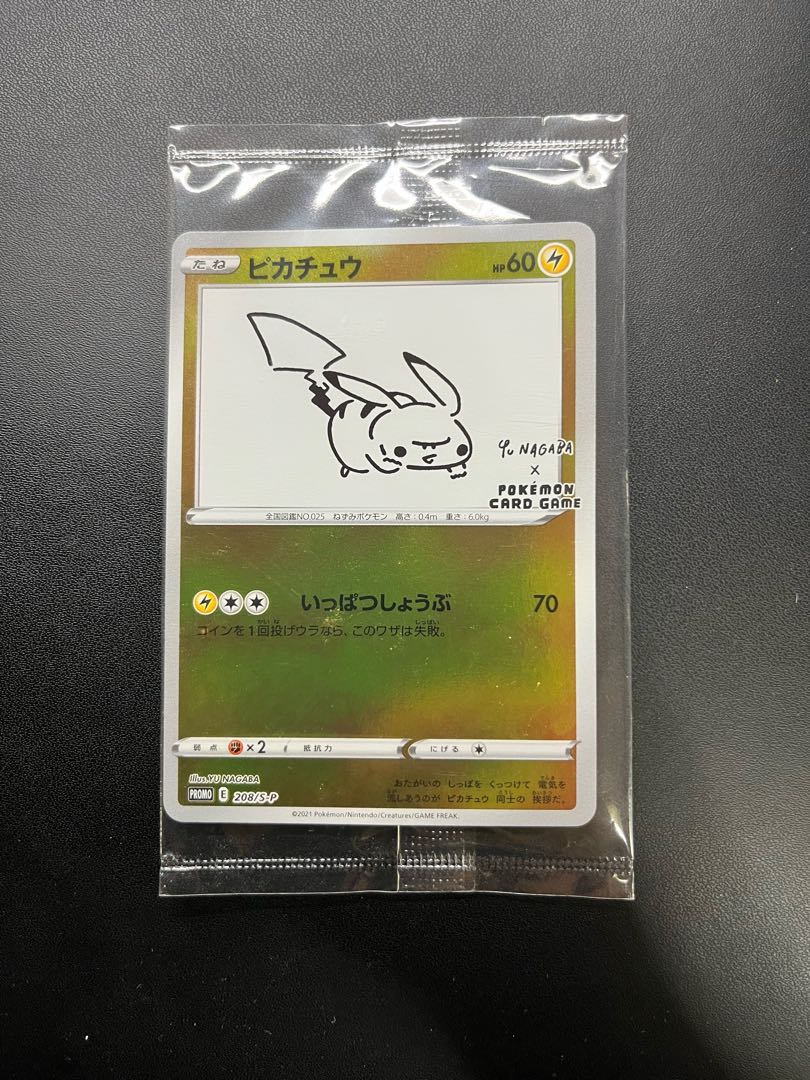 たね ピカチュウ HP60
Yu NAGABA
×
POKÉMON
CARD GAME
全国図鑑NO.025 ねずみポケモン 高さ:0.4m 重さ:6.0kg
いっぱつしょうぶ 70
コインを1回投げウラなら、このワザは失敗。
弱点 ×2 抵抗力 にげる
Illus.YU NAGABA
PROMO E 208/S-P
おたがいの しっぽを くっつけて 電気を
流しあうのが ピカチュウ 同士の 挨拶だ。
©2021 Pokémon/Nintendo/Creatures/GAME FREAK.